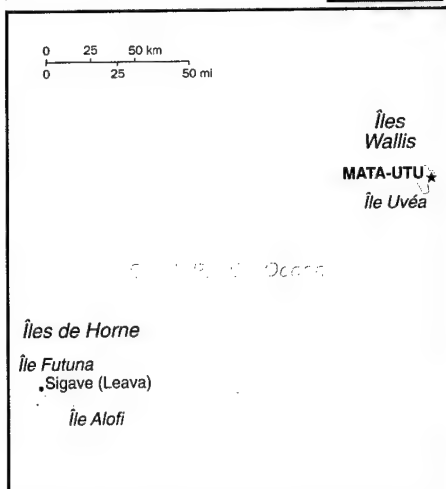 0 25 50 km
0 25 50 mi
Îles
Wallis
MATA-UTU
Île Uvéa
Ocean
Îles de Horne
Île Futuna
Sigave (Leava)
Île Alofi